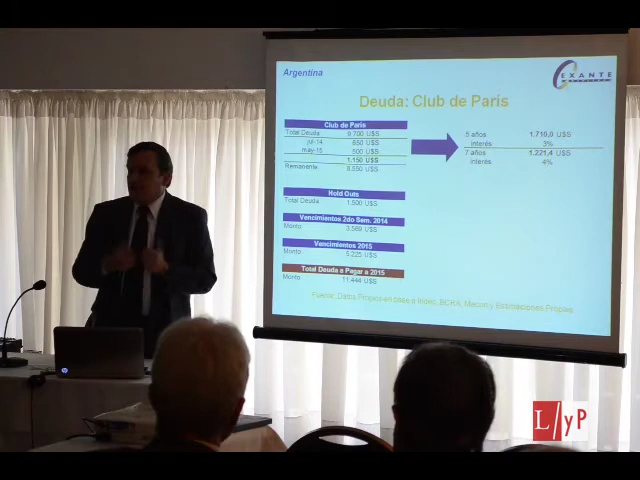 Argentina
EXANTE
Deuda: Club de París
Club de París
Total Deuda 9.700 U$S
jul-14 650 U$S
may-15 500 U$S
1.150 U$S
Remanente 8.550 U$S
5 años 1.710,0 U$S
interés 3%
7 años 1.221,4 U$S
interés 4%
Hold Outs
Total Deuda 1.500 U$S
Vencimientos 2do Sem. 2014
Monto 3.569 U$S
Vencimientos 2015
Monto 5.225 U$S
Total Deuda a Pagar a 2015
Monto 11.444 U$S
Fuente: Datos Propios en base a Indec, BCRA, Mecon y Estimaciones Propias
hp
L/yP